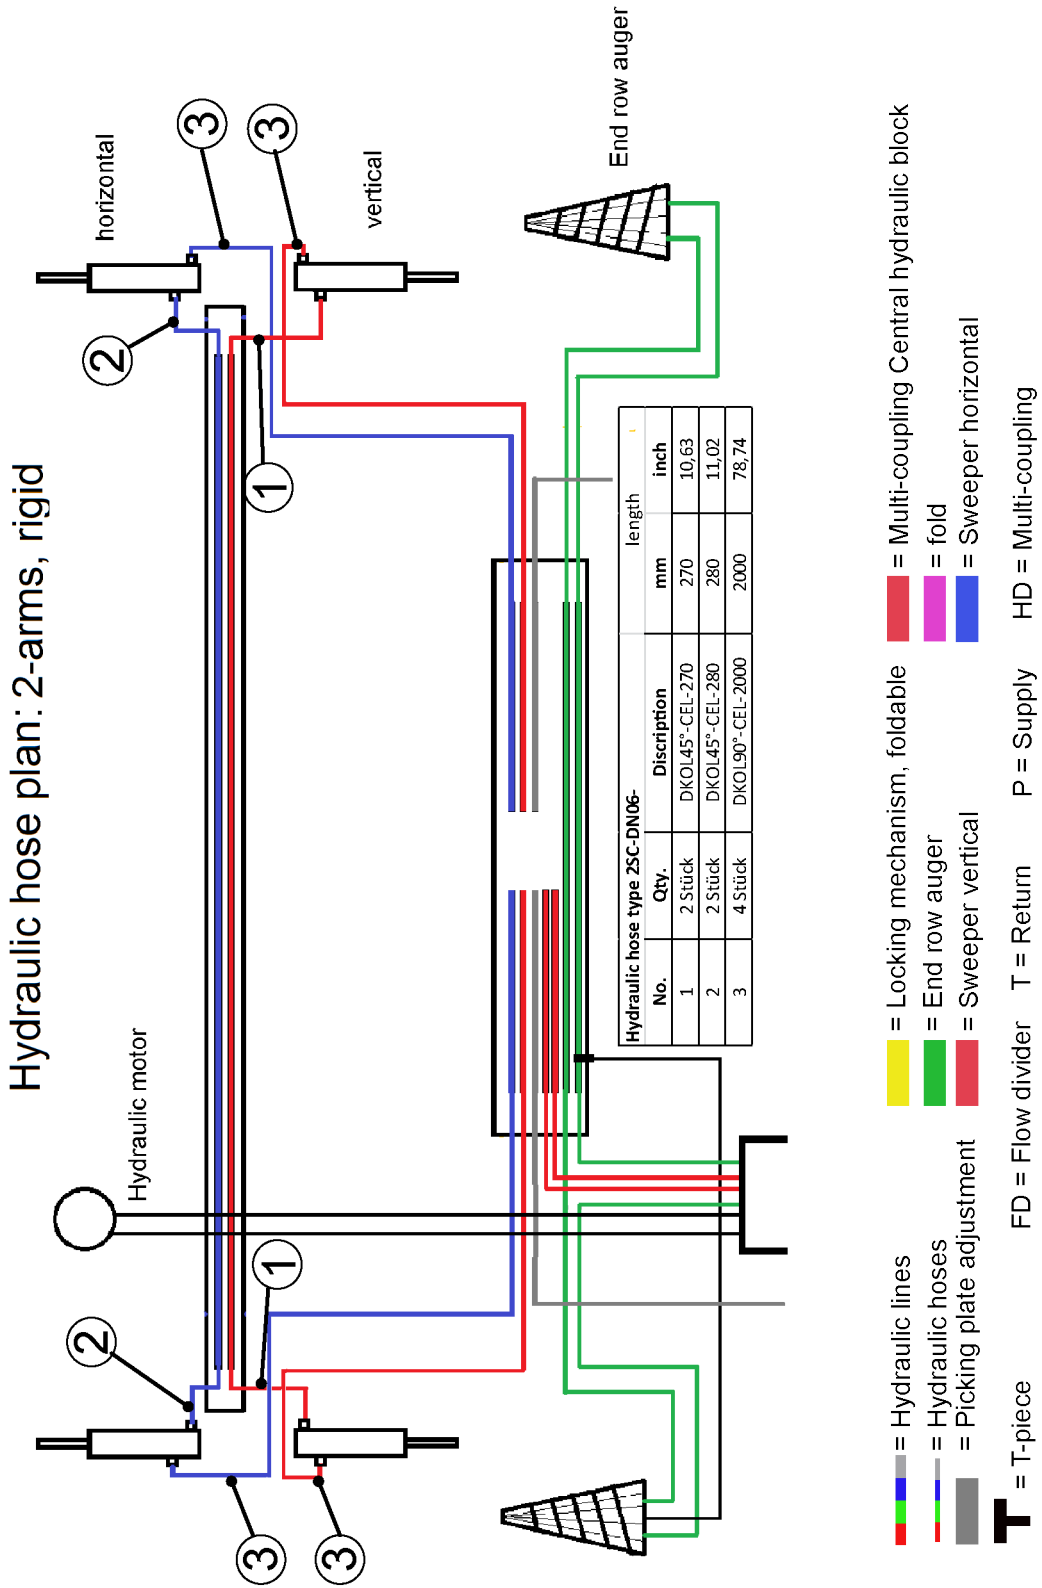 Hydraulic hose plan: 2-arms, rigid
Hydraulic motor
horizontal
vertical
2
3
2
3
1
1
3
3
End row auger
Hydraulic hose type 2SC-DN06-
length
No. Qty. Discription mm inch
1 2 Stück DKOL45°-CEL-270 270 10,63
2 2 Stück DKOL45°-CEL-280 280 11,02
3 4 Stück DKOL90°-CEL-2000 2000 78,74
= Hydraulic lines
= Locking mechanism, foldable
= Multi-coupling Central hydraulic block
= Hydraulic hoses
= End row auger
= fold
= Picking plate adjustment
= Sweeper vertical
= Sweeper horizontal
= T-piece
FD = Flow divider
T = Return
P = Supply
HD = Multi-coupling